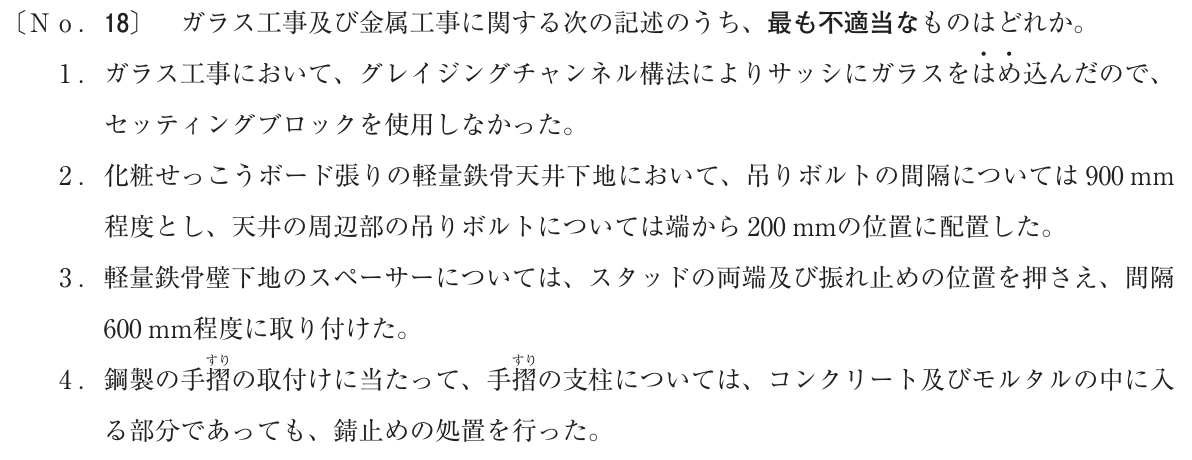 〔Ｎｏ．18〕　ガラス工事及び金属工事に関する次の記述のうち、最も不適当なものはどれか。
１．ガラス工事において、グレイジングチャンネル構法によりサッシにガラスをはめ込んだので、
セッティングブロックを使用しなかった。
２．化粧せっこうボード張りの軽量鉄骨天井下地において、吊りボルトの間隔については 900 mm
程度とし、天井の周辺部の吊りボルトについては端から 200 mmの位置に配置した。
３．軽量鉄骨壁下地のスペーサーについては、スタッドの両端及び振れ止めの位置を押さえ、間隔
600 mm程度に取り付けた。
すり すり
４．鋼製の手摺の取付けに当たって、手摺の支柱については、コンクリート及びモルタルの中に入
る部分であっても、錆止めの処置を行った。